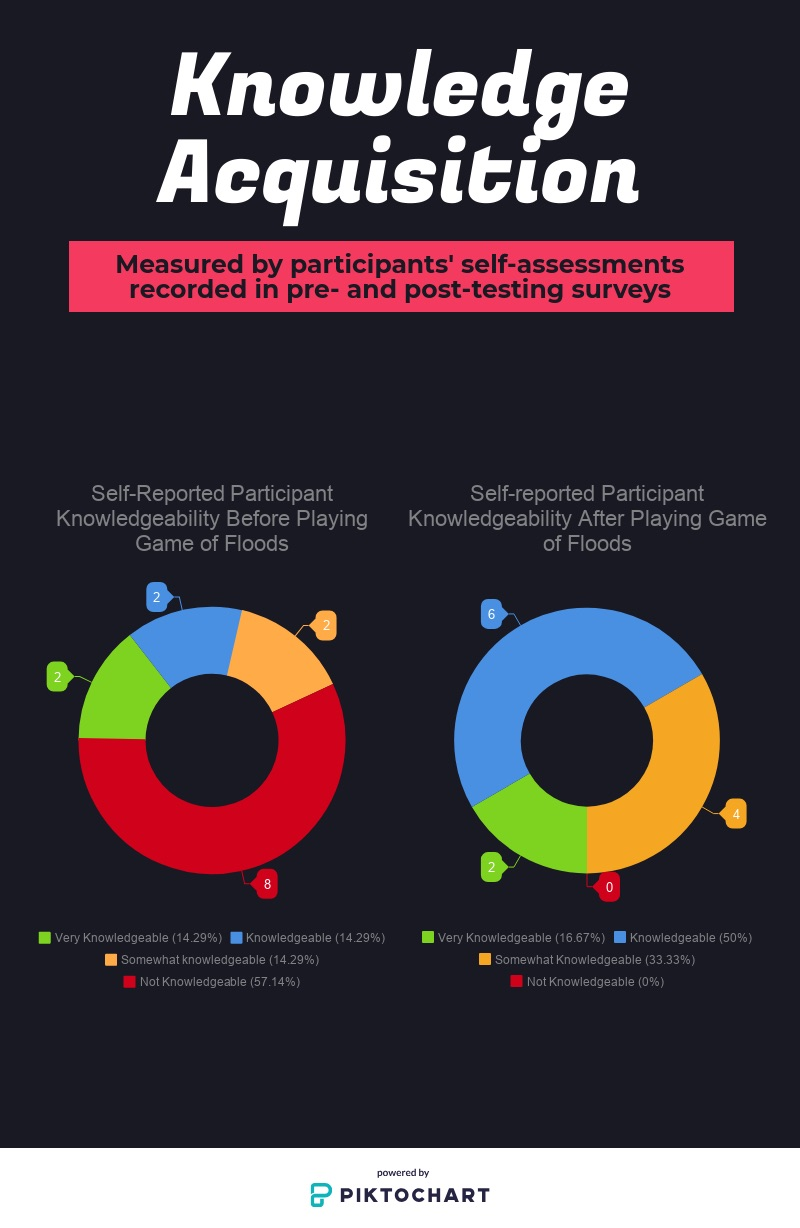 Knowledge
Acquisition
Measured by participants' self-assessments
recorded in pre- and post-testing surveys
Self-Reported Participant
Knowledgeability Before Playing
Game of Floods
2
2
2
8
Very Knowledgeable (14.29%) Knowledgeable (14.29%)
Somewhat knowledgeable (14.29%)
Not Knowledgeable (57.14%)
Self-reported Participant
Knowledgeability After Playing Game
of Floods
6
4
2
0
Very Knowledgeable (16.67%) Knowledgeable (50%)
Somewhat Knowledgeable (33.33%)
Not Knowledgeable (0%)
powered by
PIKTOCHART